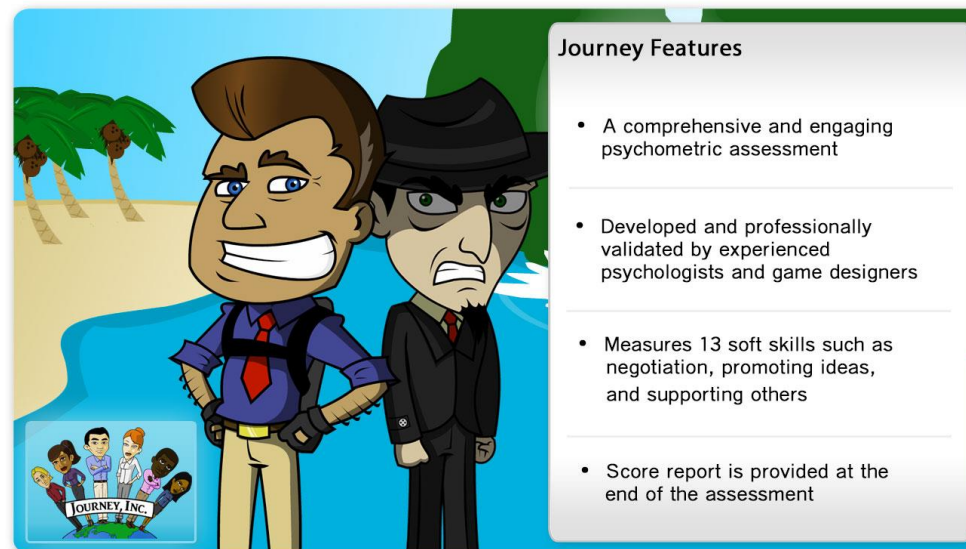 Journey Features
• A comprehensive and engaging
psychometric assessment
• Developed and professionally
validated by experienced
psychologists and game designers
• Measures 13 soft skills such as
negotiation, promoting ideas,
and supporting others
• Score report is provided at the
end of the assessment
JOURNEY, INC.